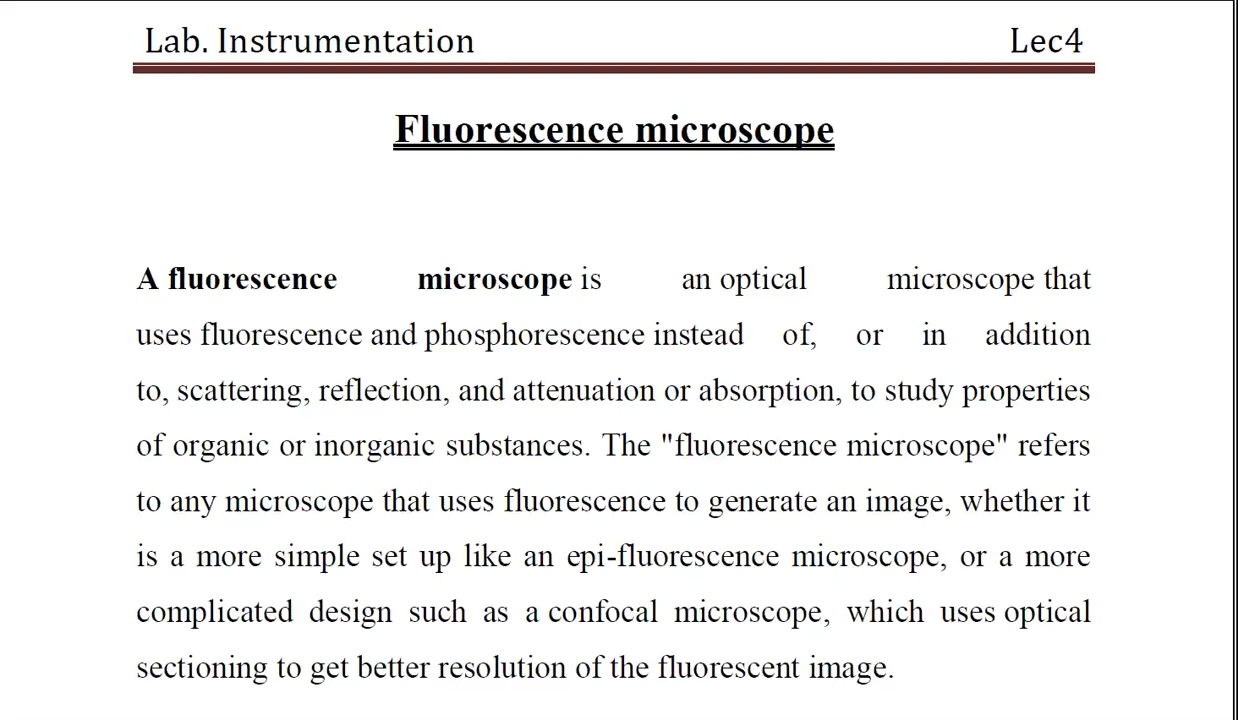 Lab. Instrumentation Lec4
Fluorescence microscope
A fluorescence microscope is an optical microscope that
uses fluorescence and phosphorescence instead of, or in addition
to, scattering, reflection, and attenuation or absorption, to study properties
of organic or inorganic substances. The "fluorescence microscope" refers
to any microscope that uses fluorescence to generate an image, whether it
is a more simple set up like an epi-fluorescence microscope, or a more
complicated design such as a confocal microscope, which uses optical
sectioning to get better resolution of the fluorescent image.